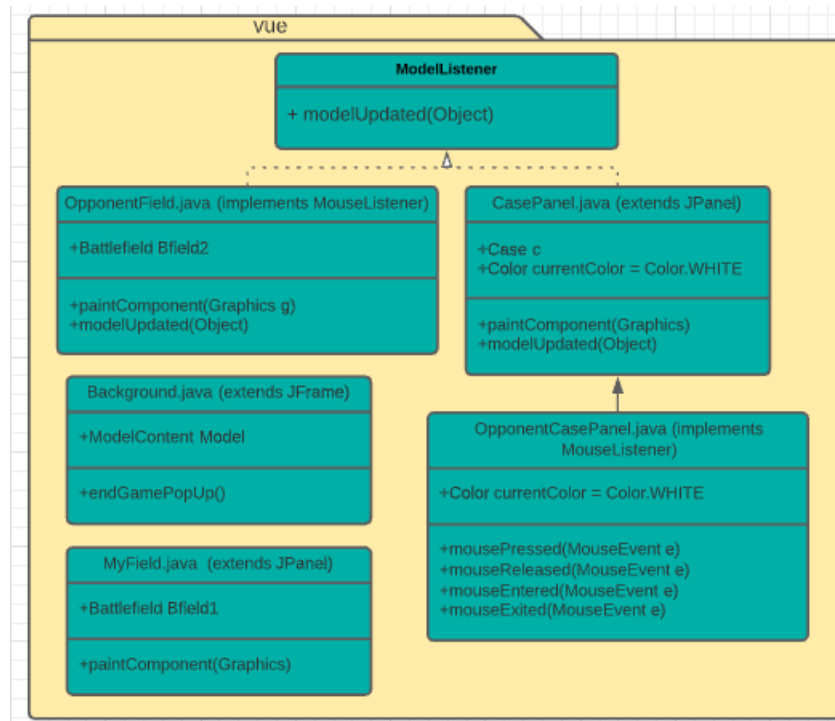 vue
ModelListener
+ modelUpdated(Object)
OpponentField.java (implements MouseListener)
+Battlefield Bfield2
+paintComponent(Graphics g)
+modelUpdated(Object)
CasePanel.java (extends JPanel)
+Case c
+Color currentColor = Color.WHITE
+paintComponent(Graphics)
+modelUpdated(Object)
Background.java (extends JFrame)
+ModelContent Model
+endGamePopUp()
OpponentCasePanel.java (implements
MouseListener)
+Color currentColor = Color.WHITE
+mousePressed(MouseEvent e)
+mouseReleased(MouseEvent e)
+mouseEntered(MouseEvent e)
+mouseExited(MouseEvent e)
MyField.java (extends JPanel)
+Battlefield Bfield1
+paintComponent(Graphics)